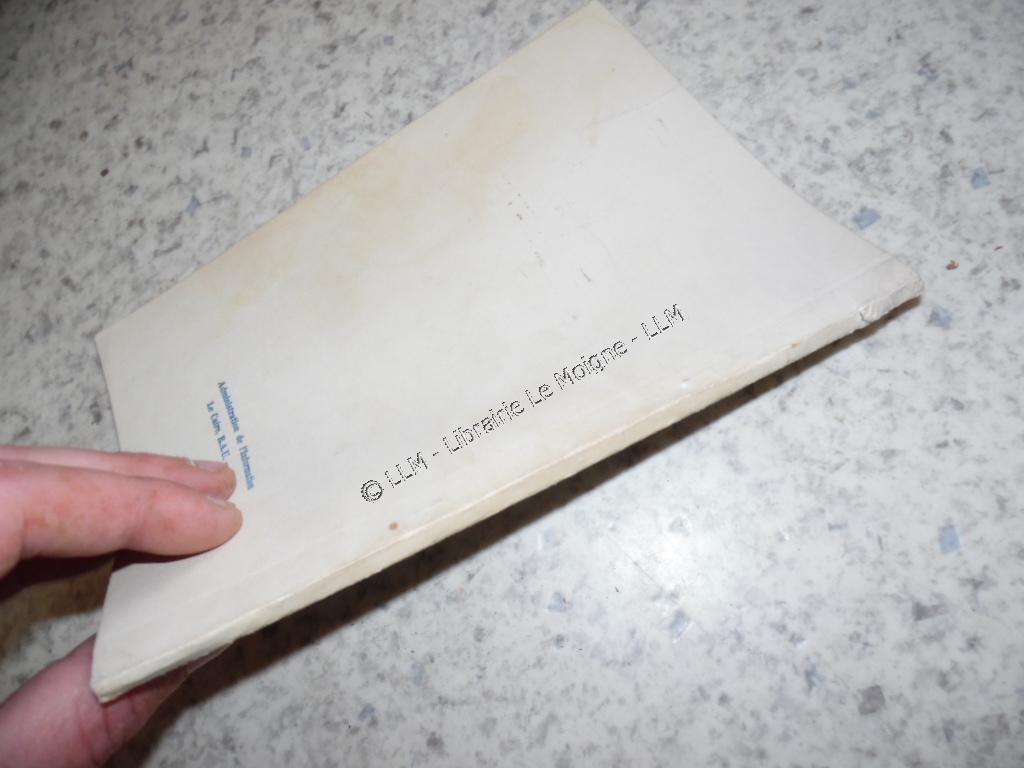 Administration de l'Information
Le Caire, R.A.U.
© LLM - Librairie Le Moigne - LLM